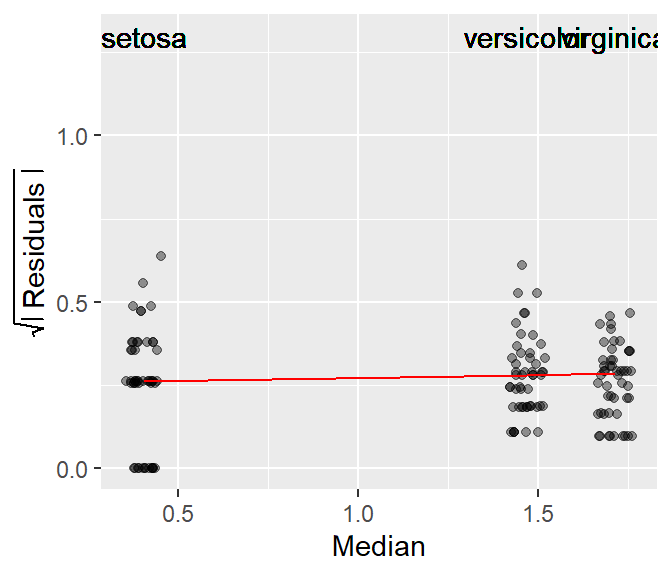 setosa versicolor virginica
1.0
0.5
0.0
√| Residuals |
0.5 1.0 1.5
Median